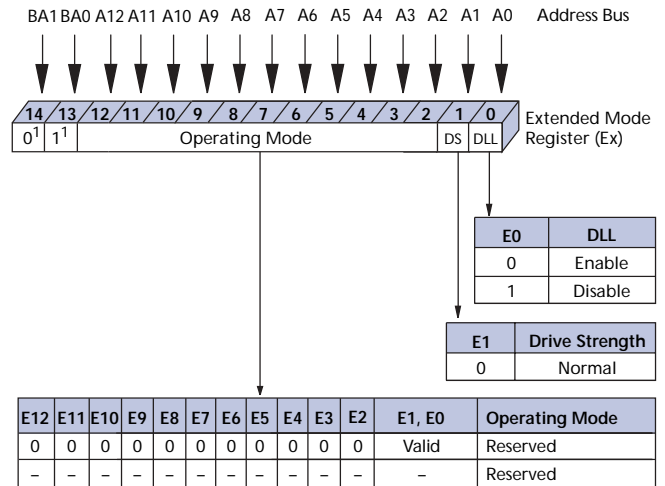 BA1 BA0 A12 A11 A10 A9 A8 A7 A6 A5 A4 A3 A2 A1 A0 Address Bus
14 13 12 11 10 9 8 7 6 5 4 3 2 1 0
0¹ 1¹ Operating Mode DS DLL
Extended Mode
Register (Ex)
E0 DLL
0 Enable
1 Disable
E1 Drive Strength
0 Normal
E12 E11 E10 E9 E8 E7 E6 E5 E4 E3 E2 E1, E0 Operating Mode
0 0 0 0 0 0 0 0 0 0 0 Valid Reserved
– – – – – – – – – – – – Reserved